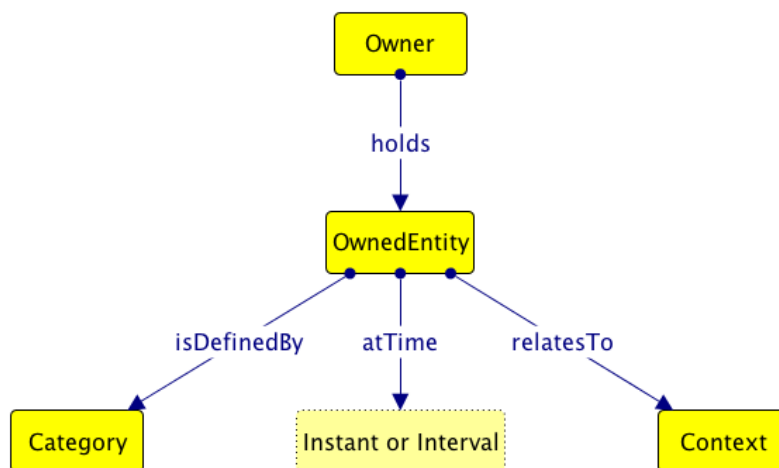 Owner
holds
OwnedEntity
isDefinedBy
atTime
relatesTo
Category
Instant or Interval
Context